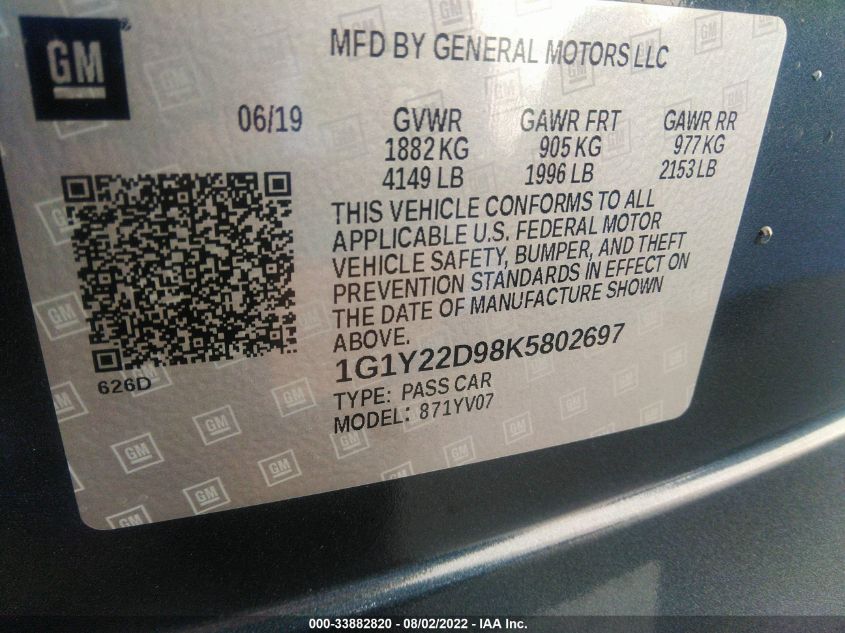 GM
MFD BY GENERAL MOTORS LLC
06/19 GVWR GAWR FRT GAWR RR
1882 KG 905 KG 977 KG
4149 LB 1996 LB 2153 LB
THIS VEHICLE CONFORMS TO ALL
APPLICABLE U.S. FEDERAL MOTOR
VEHICLE SAFETY, BUMPER, AND THEFT
PREVENTION STANDARDS IN EFFECT ON
THE DATE OF MANUFACTURE SHOWN
ABOVE.
626D
1G1Y22D98K5802697
TYPE: PASS CAR
MODEL: 871YV07
000-33882820 - 08/02/2022 - IAA Inc.